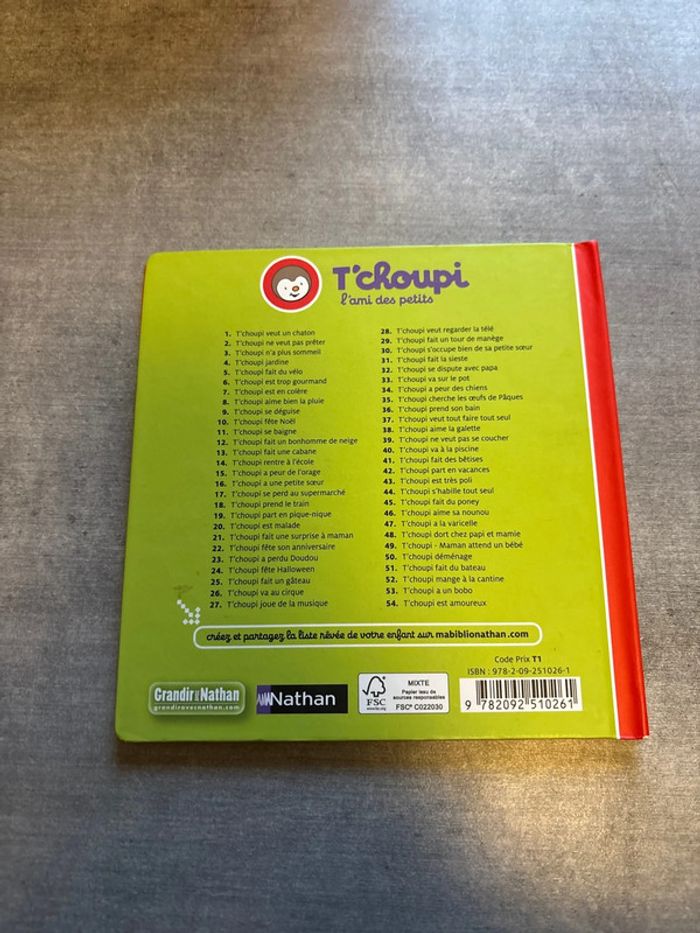 T'choupi
l'ami des petits
1. T'choupi veut un chaton
2. T'choupi ne veut pas prêter
3. T'choupi n'a plus sommeil
4. T'choupi jardine
5. T'choupi fait du vélo
6. T'choupi est trop gourmand
7. T'choupi est en colère
8. T'choupi aime bien la pluie
9. T'choupi se déguise
10. T'choupi fête Noël
11. T'choupi se baigne
12. T'choupi fait un bonhomme de neige
13. T'choupi fait une cabane
14. T'choupi rentre à l'école
15. T'choupi a peur de l'orage
16. T'choupi a une petite sœur
17. T'choupi se perd au supermarché
18. T'choupi prend le train
19. T'choupi part en pique-nique
20. T'choupi est malade
21. T'choupi fait une surprise à maman
22. T'choupi fête son anniversaire
23. T'choupi a perdu Doudou
24. T'choupi fête Halloween
25. T'choupi fait un gâteau
26. T'choupi va au cirque
27. T'choupi joue de la musique
28. T'choupi veut regarder la télé
29. T'choupi fait un tour de manège
30. T'choupi s'occupe bien de sa petite sœur
31. T'choupi fait la sieste
32. T'choupi se dispute avec papa
33. T'choupi va sur le pot
34. T'choupi a peur des chiens
35. T'choupi cherche les œufs de Pâques
36. T'choupi prend son bain
37. T'choupi veut tout faire tout seul
38. T'choupi aime la galette
39. T'choupi ne veut pas se coucher
40. T'choupi va à la piscine
41. T'choupi fait des bêtises
42. T'choupi part en vacances
43. T'choupi est très poli
44. T'choupi s'habille tout seul
45. T'choupi fait du poney
46. T'choupi aime sa nounou
47. T'choupi a la varicelle
48. T'choupi dort chez papi et mamie
49. T'choupi - Maman attend un bébé
50. T'choupi déménage
51. T'choupi fait du bateau
52. T'choupi mange à la cantine
53. T'choupi a un bobo
54. T'choupi est amoureux
créez et partagez la liste rêvée de votre enfant sur mabiblionathan.com
Code Prix T1
ISBN : 978-2-09-251026-1
9 782092 510261
Grandir avec Nathan
grandiravecnathan.com
Nathan
FSC
www.fsc.org
MIXTE
Papier issu de
sources responsables
FSC® C022030